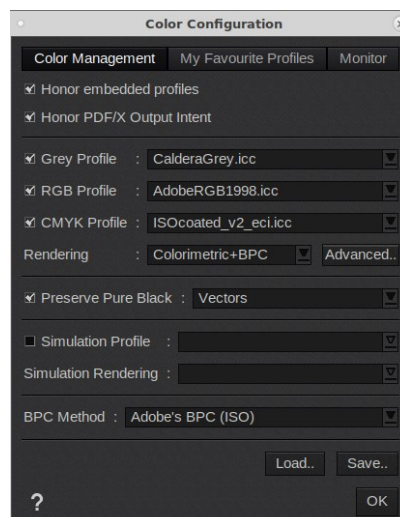 Color Configuration
Color Management My Favourite Profiles Monitor
Honor embedded profiles
Honor PDF/X Output Intent
Grey Profile : CalderaGrey.icc
RGB Profile : AdobeRGB1998.icc
CMYK Profile : ISOcoated_v2_eci.icc
Rendering : Colorimetric+BPC Advanced..
Preserve Pure Black : Vectors
Simulation Profile :
Simulation Rendering :
BPC Method : Adobe's BPC (ISO)
Load.. Save..
? OK